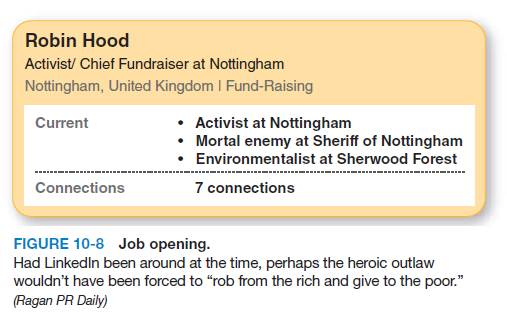 Robin Hood
Activist/ Chief Fundraiser at Nottingham
Nottingham, United Kingdom | Fund-Raising
Current
• Activist at Nottingham
• Mortal enemy at Sheriff of Nottingham
• Environmentalist at Sherwood Forest
Connections 7 connections
FIGURE 10-8 Job opening.
Had LinkedIn been around at the time, perhaps the heroic outlaw
wouldn’t have been forced to “rob from the rich and give to the poor.”
(Ragan PR Daily)